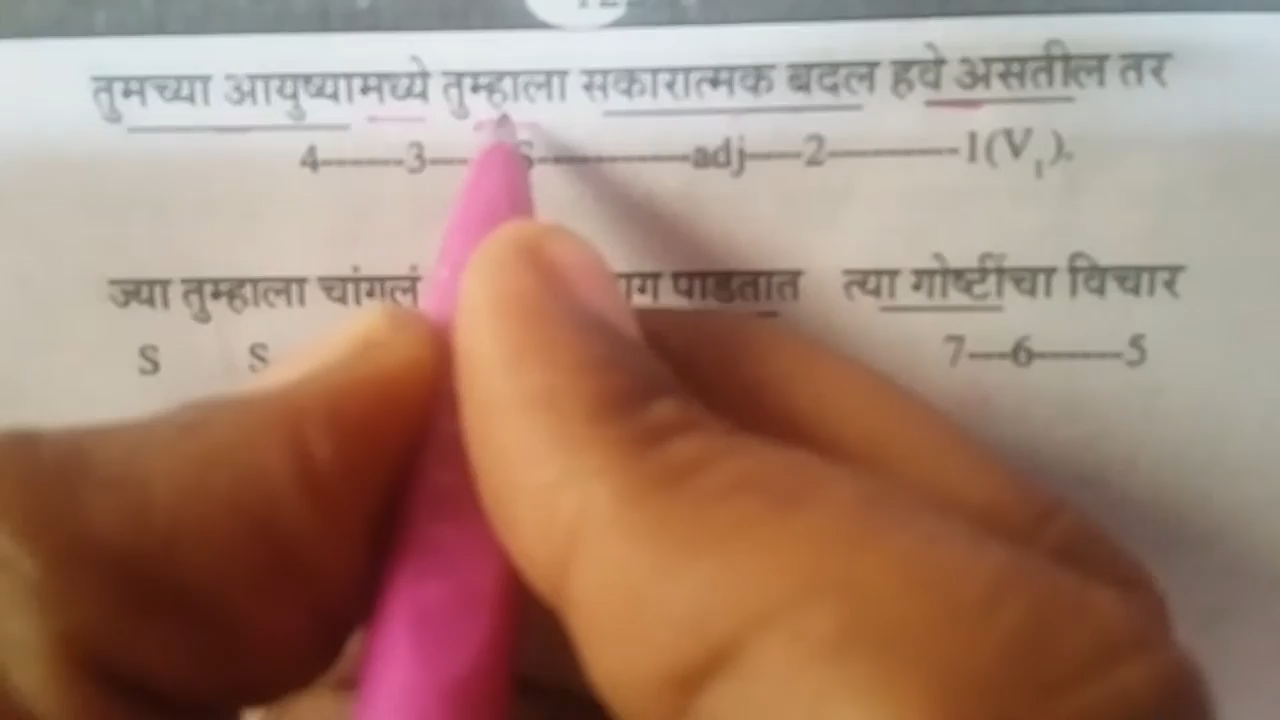 तुमच्या आयुष्यामध्ये तुम्हाला सकारात्मक बदल हवे असतील तर
4------3--- S------------adj----2----------1(V₁).
ज्या तुम्हाला चांगलं पाडतात त्या गोष्टींचा विचार
S S 7---6-------5